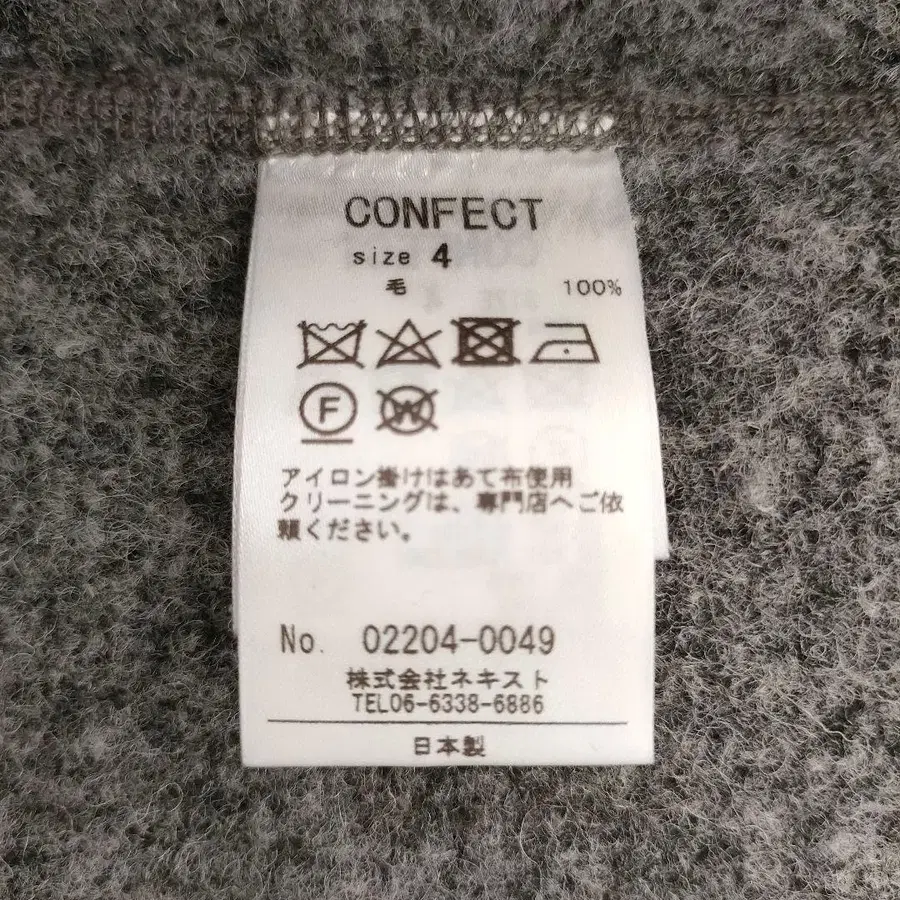 CONFECT
size 4
毛 100%
F W
アイロン掛けはあて布使用
クリーニングは、専門店へご依
頼ください。
No. 02204-0049
株式会社ネキスト
TEL06-6338-6886
日本製